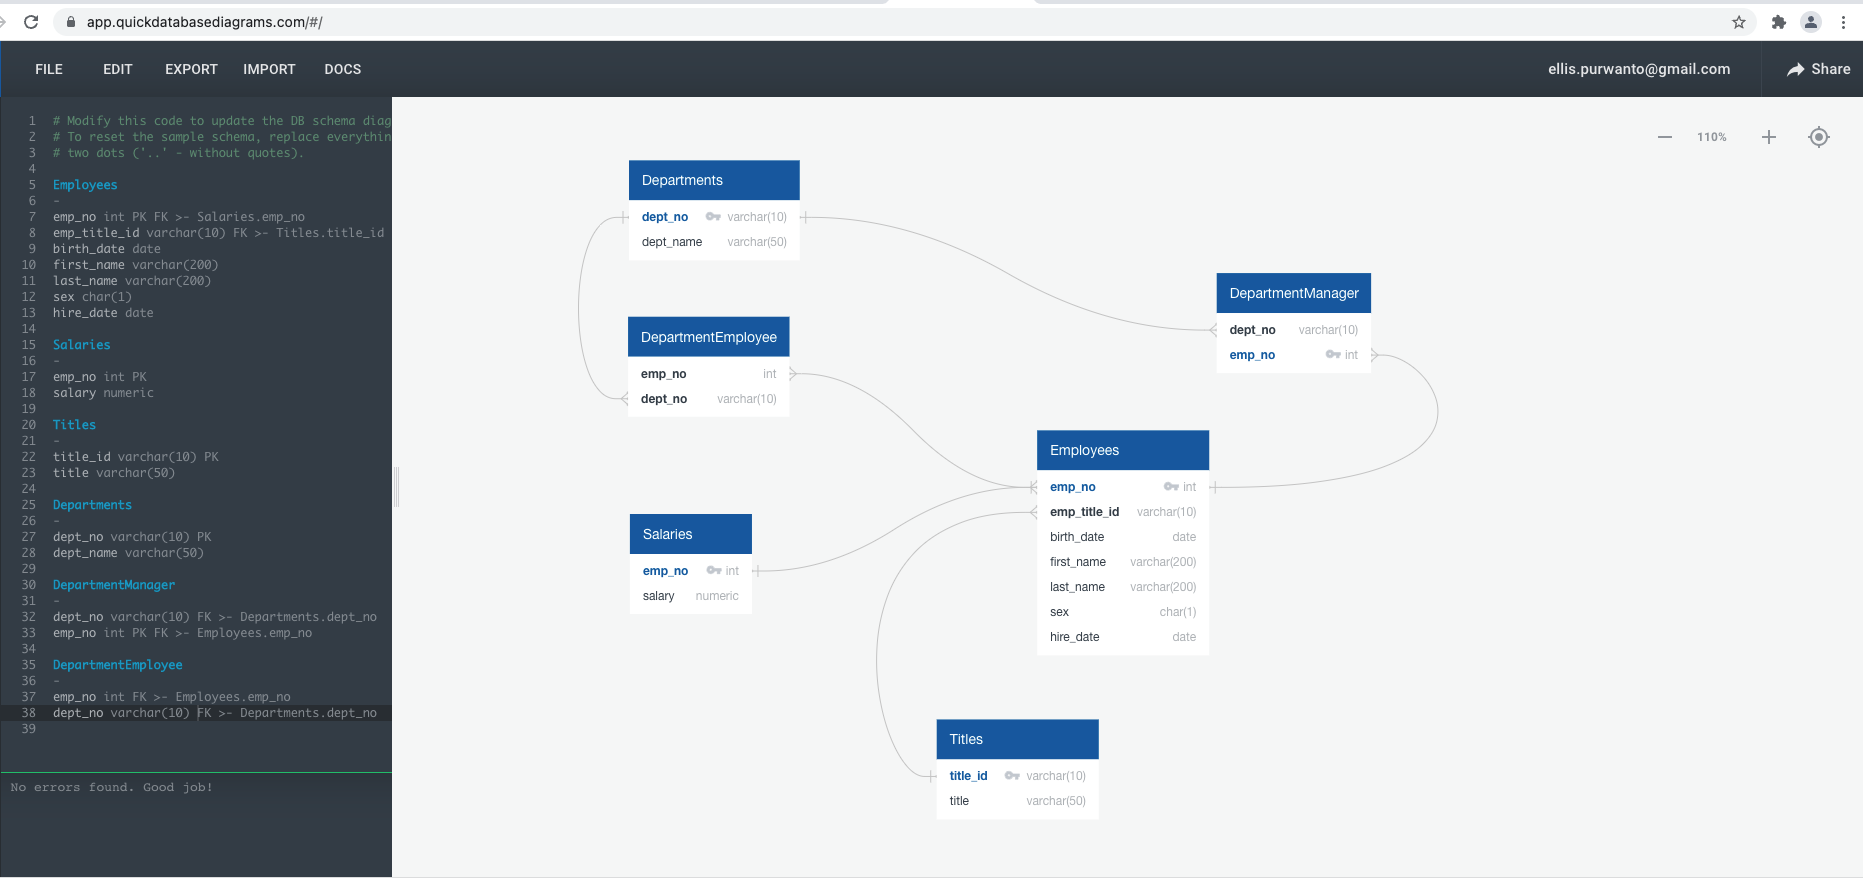 app.quickdatabasediagrams.com/#/
FILE EDIT EXPORT IMPORT DOCS
ellis.purwanto@gmail.com Share
1 # Modify this code to update the DB schema diag
2 # To reset the sample schema, replace everythin
3 # two dots ('..' - without quotes).
4
5 Employees
6 -
7 emp_no int PK FK >- Salaries.emp_no
8 emp_title_id varchar(10) FK >- Titles.title_id
9 birth_date date
10 first_name varchar(200)
11 last_name varchar(200)
12 sex char(1)
13 hire_date date
14
15 Salaries
16 -
17 emp_no int PK
18 salary numeric
19
20 Titles
21 -
22 title_id varchar(10) PK
23 title varchar(50)
24
25 Departments
26 -
27 dept_no varchar(10) PK
28 dept_name varchar(50)
29
30 DepartmentManager
31 -
32 dept_no varchar(10) FK >- Departments.dept_no
33 emp_no int PK FK >- Employees.emp_no
34
35 DepartmentEmployee
36 -
37 emp_no int FK >- Employees.emp_no
38 dept_no varchar(10) FK >- Departments.dept_no
39
No errors found. Good job!
110%
Departments
dept_no varchar(10)
dept_name varchar(50)
DepartmentManager
dept_no varchar(10)
emp_no int
DepartmentEmployee
emp_no int
dept_no varchar(10)
Employees
emp_no int
emp_title_id varchar(10)
birth_date date
first_name varchar(200)
last_name varchar(200)
sex char(1)
hire_date date
Salaries
emp_no int
salary numeric
Titles
title_id varchar(10)
title varchar(50)